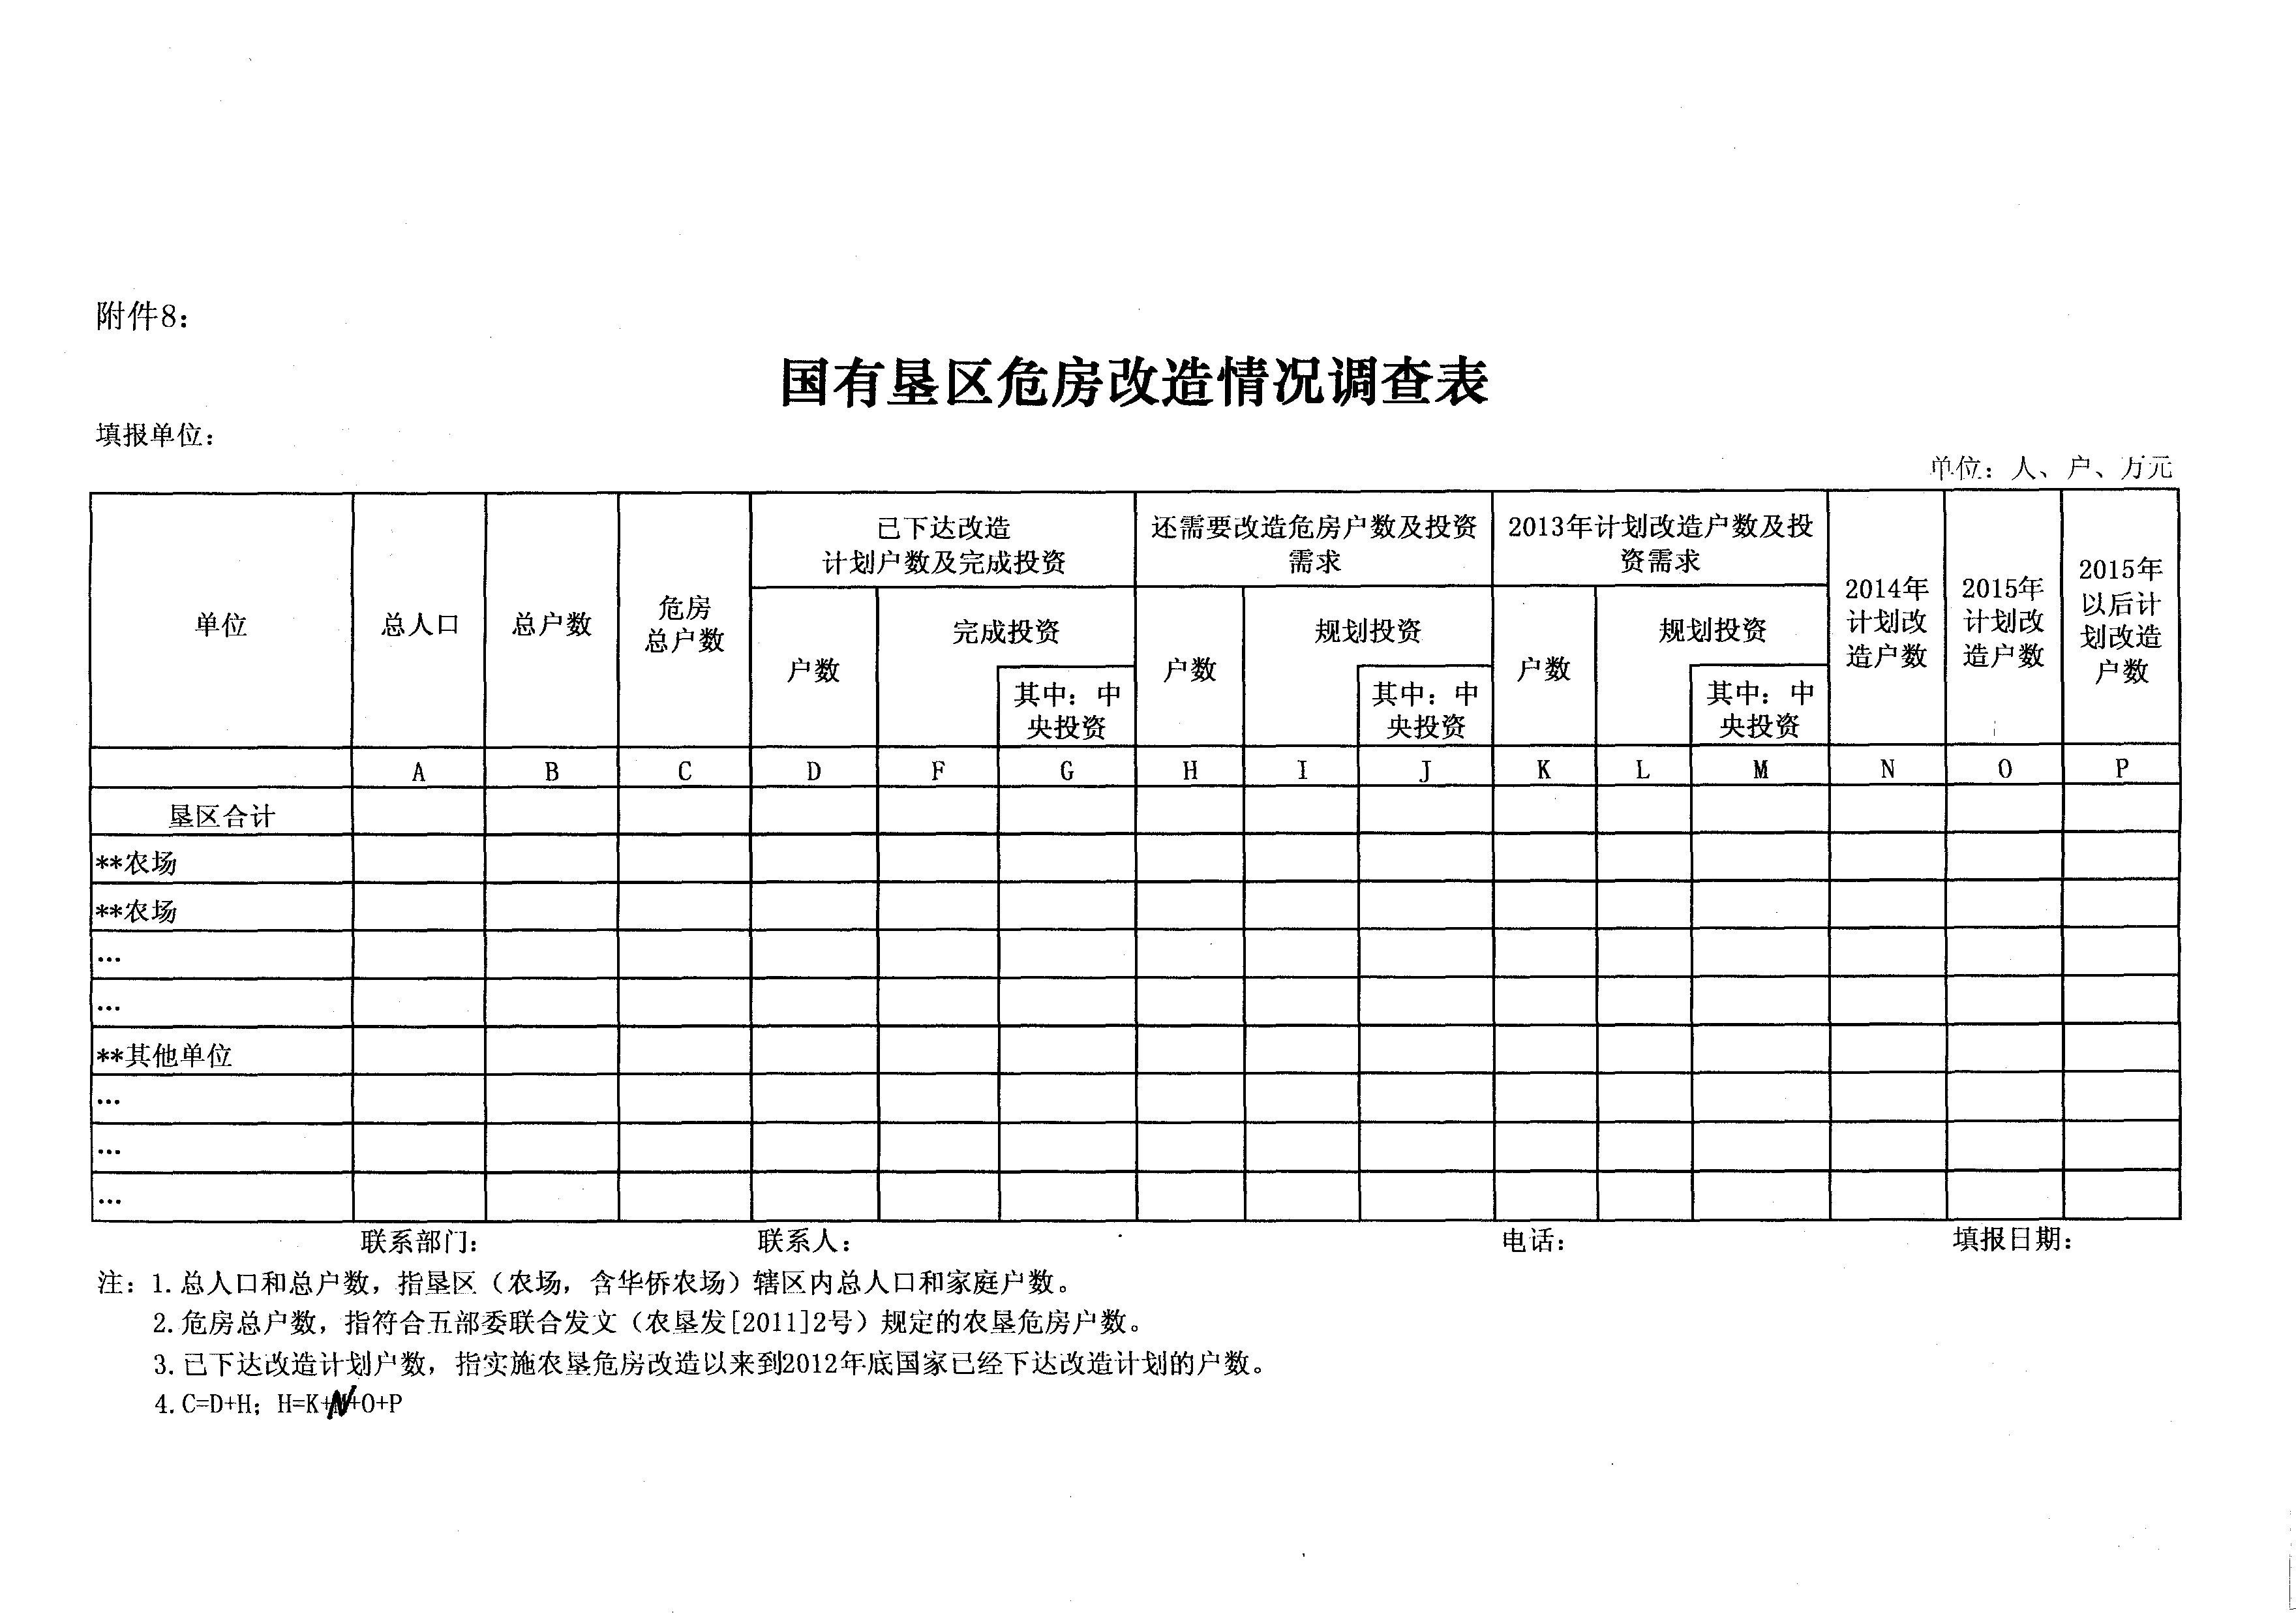 附件8：
国有垦区危房改造情况调查表
填报单位：
单位：人、户、万元
单位
总人口
总户数
危房
总户数
已下达改造
计划户数及完成投资
户数
完成投资
其中：中
央投资
还需要改造危房户数及投资
需求
户数
规划投资
其中：中
央投资
2013年计划改造户数及投
资需求
户数
规划投资
其中：中
央投资
2014年
计划改
造户数
2015年
计划改
造户数
2015年
以后计
划改造
户数
A B C D F G H I J K L M N O P
垦区合计
**农场
**农场
…
…
**其他单位
…
…
…
联系部门： 联系人： 电话： 填报日期：
注：1.总人口和总户数，指垦区（农场，含华侨农场）辖区内总人口和家庭户数。
2.危房总户数，指符合五部委联合发文（农垦发[2011]2号）规定的农垦危房户数。
3.已下达改造计划户数，指实施农垦危房改造以来到2012年底国家已经下达改造计划的户数。
4.C=D+H；H=K+N+O+P